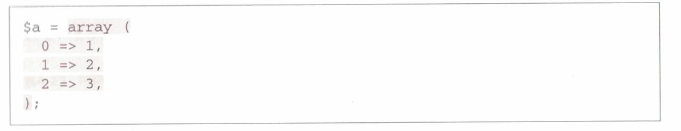 $a = array (
  0 => 1,
  1 => 2,
  2 => 3,
);